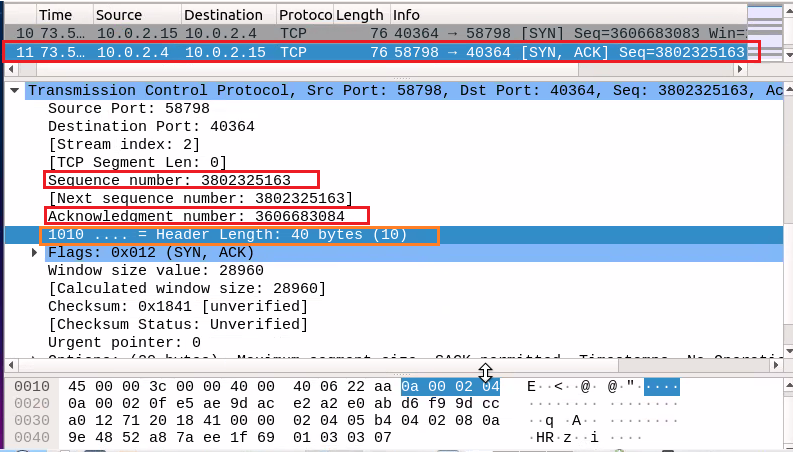 Time Source Destination Protoco Length Info
10 73.5… 10.0.2.15 10.0.2.4 TCP 76 40364 → 58798 [SYN] Seq=3606683083 Win=
11 73.5… 10.0.2.4 10.0.2.15 TCP 76 58798 → 40364 [SYN, ACK] Seq=3802325163
Transmission Control Protocol, Src Port: 58798, Dst Port: 40364, Seq: 3802325163, Ac
Source Port: 58798
Destination Port: 40364
[Stream index: 2]
[TCP Segment Len: 0]
Sequence number: 3802325163
[Next sequence number: 3802325163]
Acknowledgment number: 3606683084
1010 .... = Header Length: 40 bytes (10)
Flags: 0x012 (SYN, ACK)
Window size value: 28960
[Calculated window size: 28960]
Checksum: 0x1841 [unverified]
[Checksum Status: Unverified]
Urgent pointer: 0
Options: (20 bytes), Maximum segment size, SACK permitted, Timestamps, No-Operation
0010 45 00 00 3c 00 00 40 00 40 06 22 aa 0a 00 02 04 E··<··@· @·"·····
0020 0a 00 02 0f e5 ae 9d ac e2 a2 e0 ab d6 f9 9d cc ········ ········
0030 a0 12 71 20 18 41 00 00 02 04 05 b4 04 02 08 0a ··q ·A·· ········
0040 9e 48 52 a8 7a ee 1f 69 01 03 03 07 ·HR·z··i ····